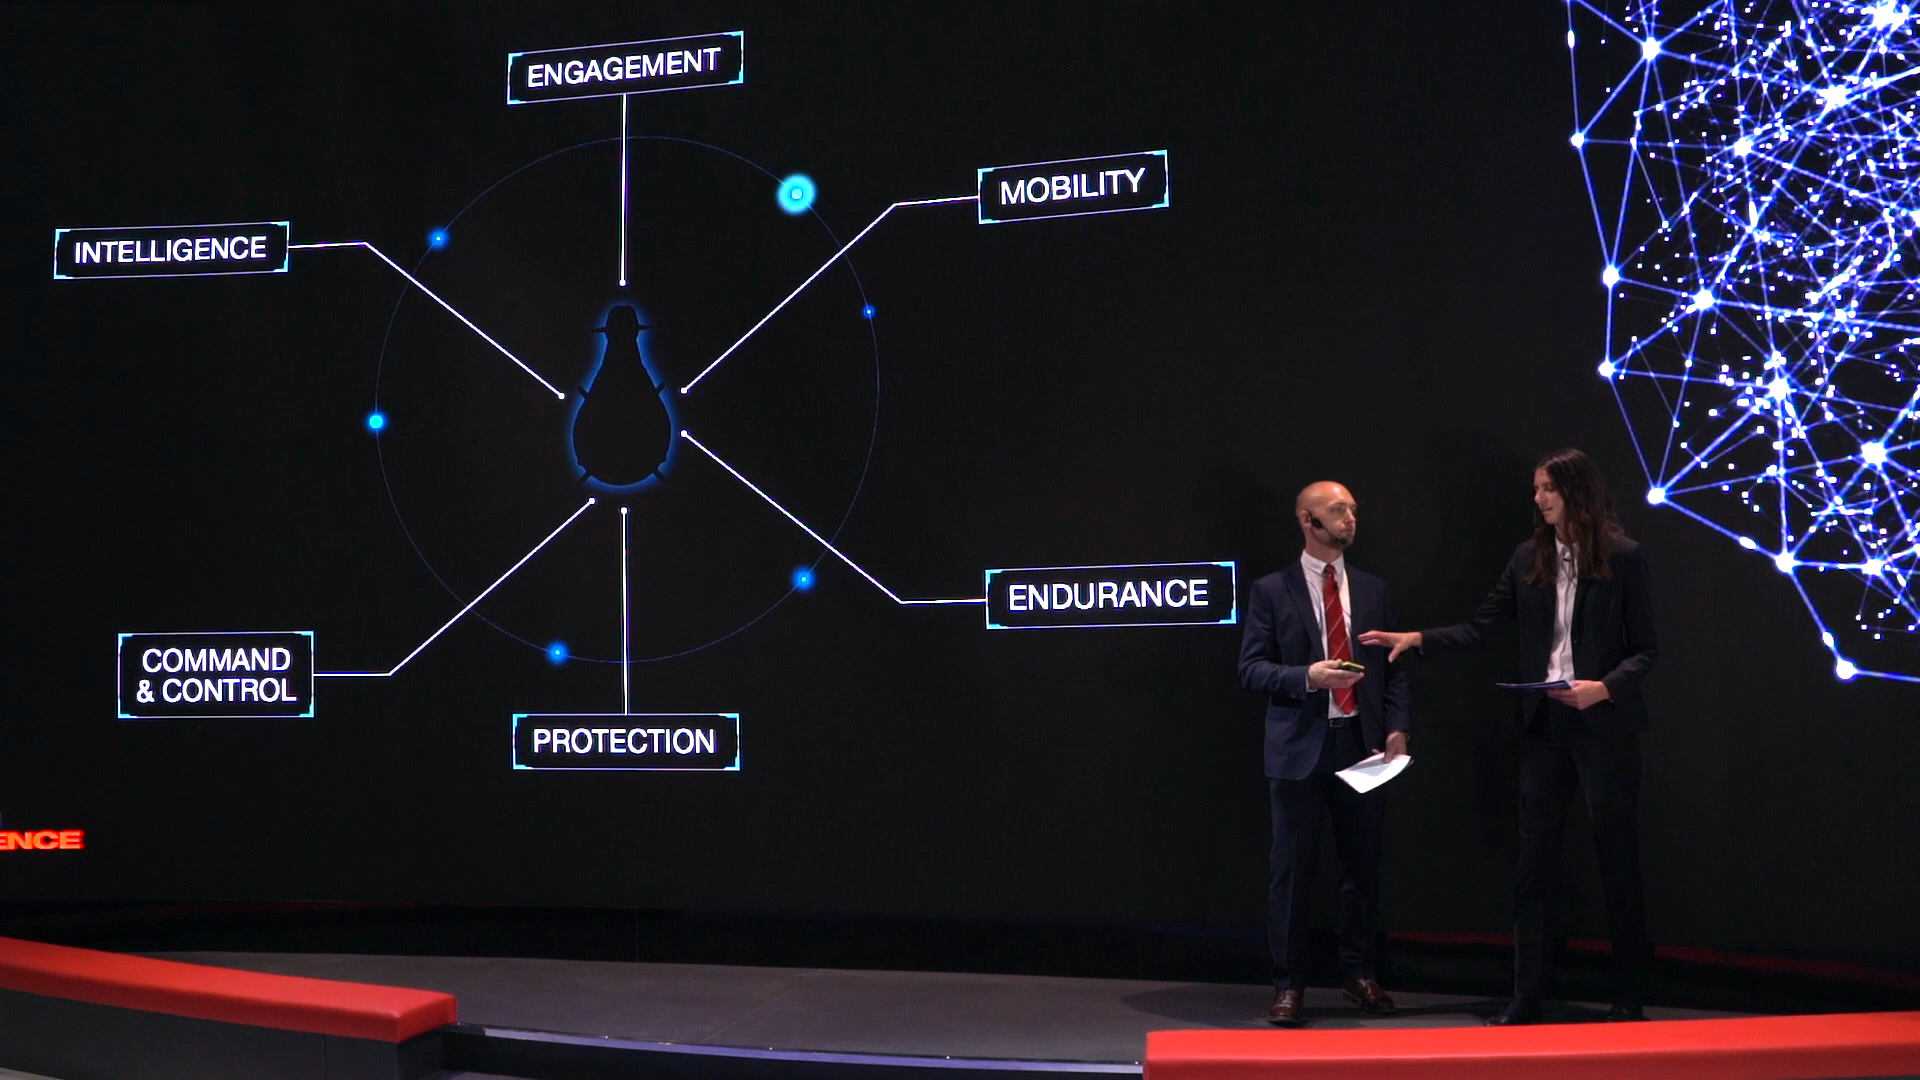 ENGAGEMENT
MOBILITY
INTELLIGENCE
ENDURANCE
COMMAND
& CONTROL
PROTECTION
ENCE